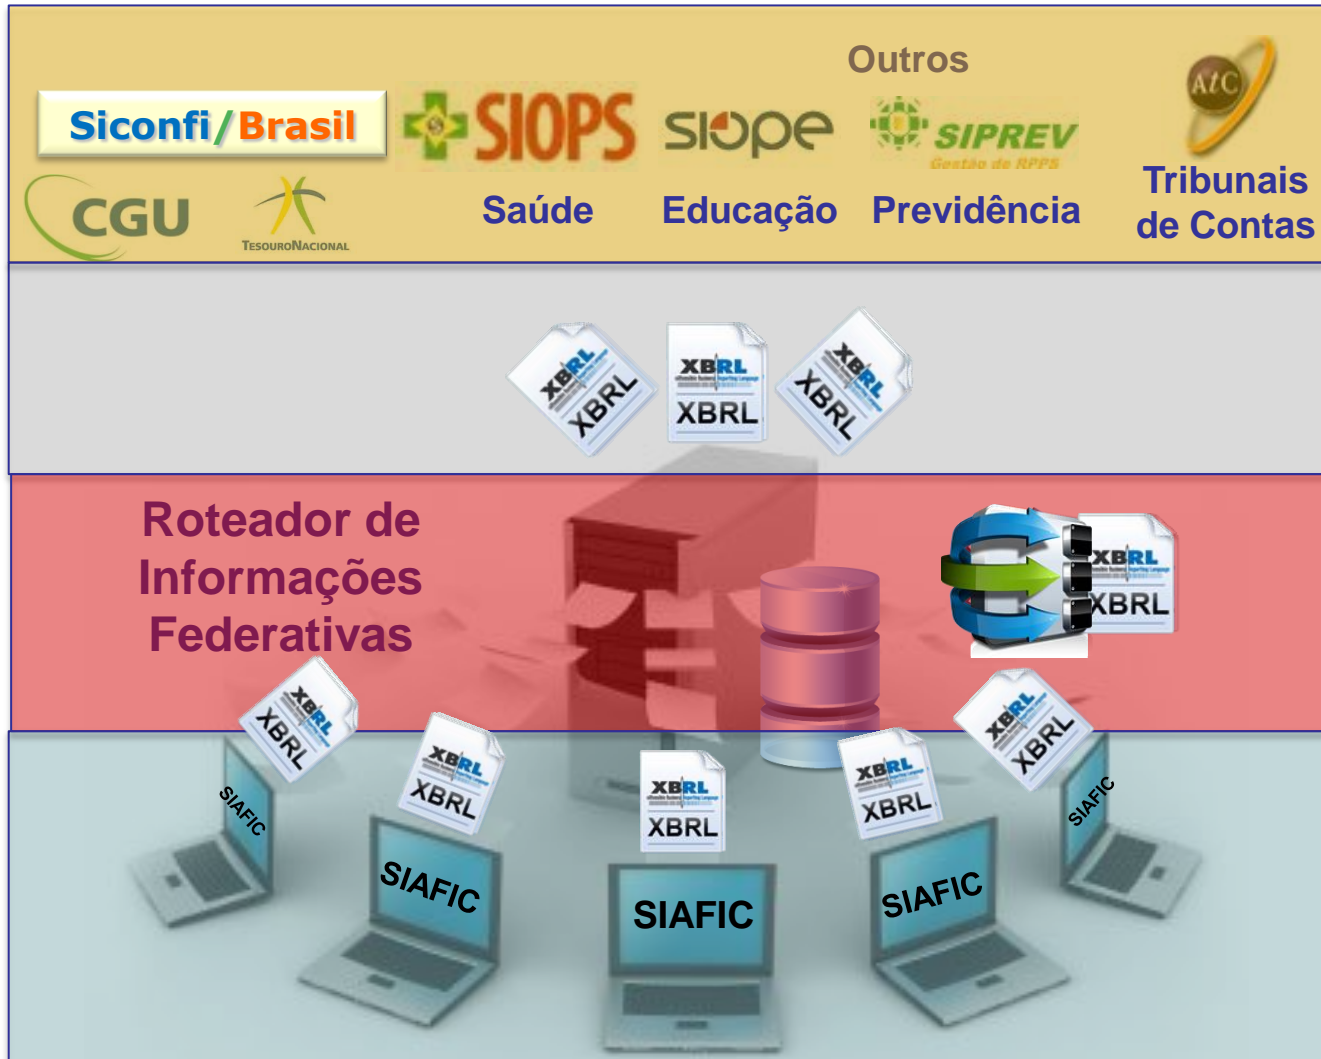 Outros
Siconfi/Brasil
SIOPS
siope
SIPREV
Gestão do RPPS
AtC
CGU
TESOURONACIONAL
Saúde
Educação
Previdência
Tribunais
de Contas
XBRL
XBRL
XBRL
XBRL
XBRL
XBRL
Roteador de
Informações
Federativas
XBRL
XBRL
XBRL
XBRL
XBRL
XBRL
XBRL
XBRL
XBRL
XBRL
XBRL
XBRL
SIAFIC
SIAFIC
SIAFIC
SIAFIC
SIAFIC